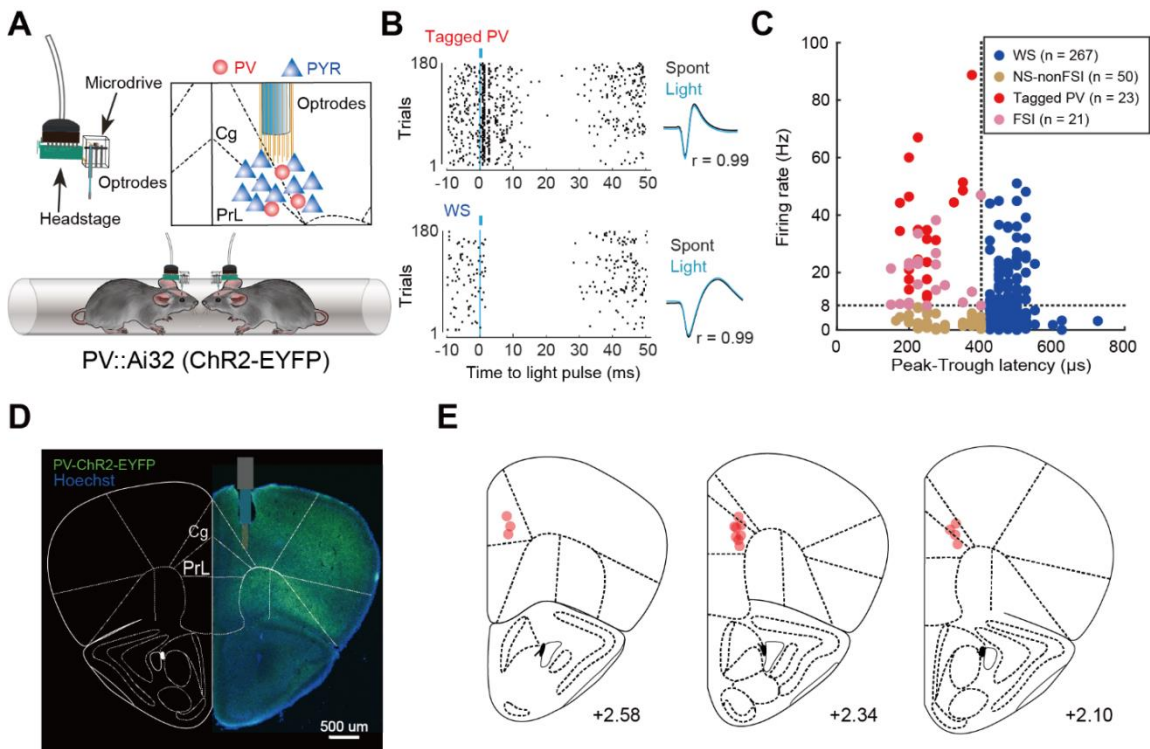 A
Microdrive
Optrodes
Headstage
PV
PYR
Optrodes
Cg
PrL
PV::Ai32 (ChR2-EYFP)
B
Tagged PV
180
Trials
1
-10 0 10 20 30 40 50
Spont
Light
r = 0.99
WS
180
Trials
1
-10 0 10 20 30 40 50
Time to light pulse (ms)
Spont
Light
r = 0.99
C
Firing rate (Hz)
100
80
60
40
20
8
0
0 200 400 600 800
Peak-Trough latency (µs)
WS (n = 267)
NS-nonFSI (n = 50)
Tagged PV (n = 23)
FSI (n = 21)
D
PV-ChR2-EYFP
Hoechst
Cg
PrL
500 um
E
+2.58
+2.34
+2.10